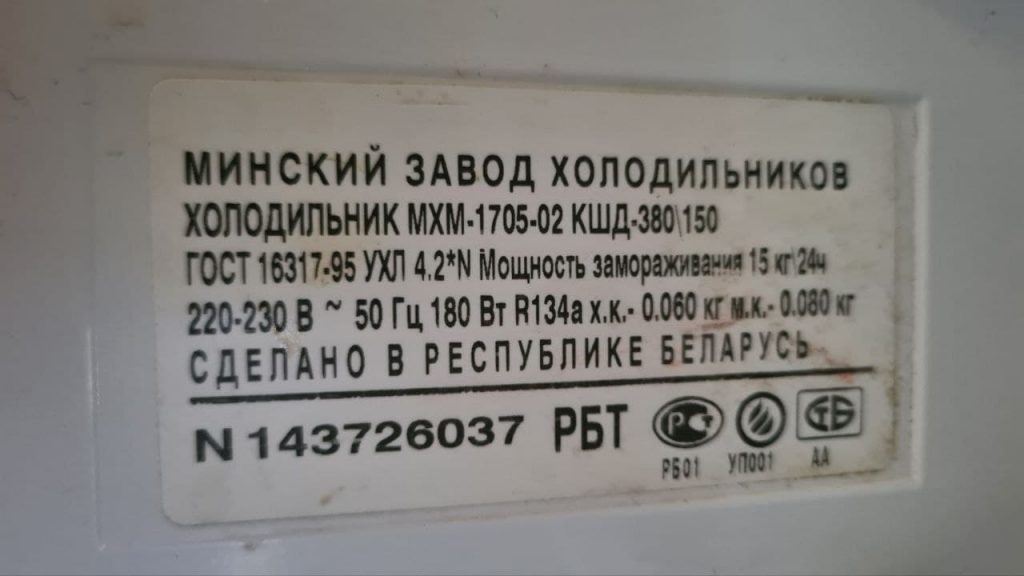 МИНСКИЙ ЗАВОД ХОЛОДИЛЬНИКОВ
ХОЛОДИЛЬНИК МХМ-1705-02 КШД-380\150
ГОСТ 16317-95 УХЛ 4.2*N Мощность замораживания 15 кг\24ч
220-230 В ~ 50 Гц 180 Вт R134a х.к.- 0.060 кг м.к.- 0.080 кг
СДЕЛАНО В РЕСПУБЛИКЕ БЕЛАРУСЬ
N 143726037 РБТ РСТ СТБ
РБ01 УП001 АА